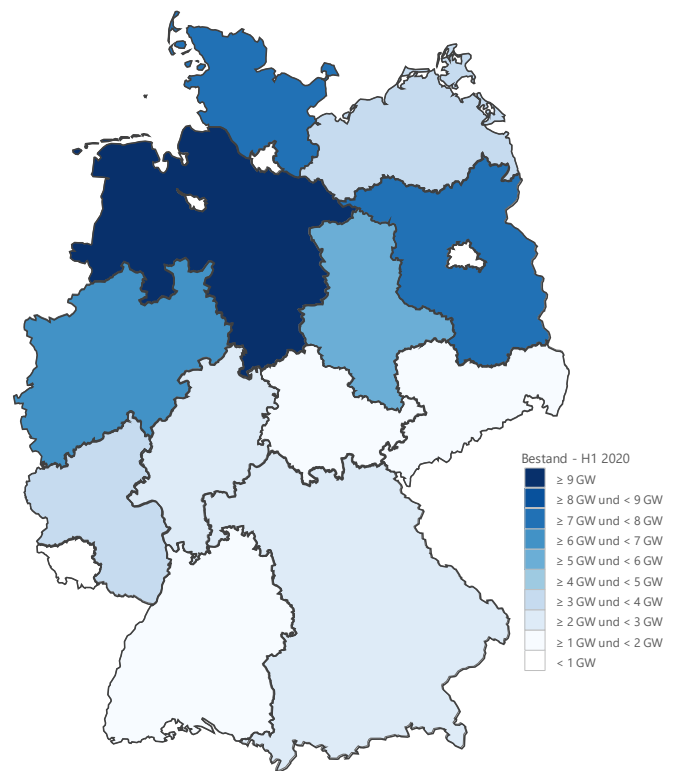 Bestand - H1 2020
≥ 9 GW
≥ 8 GW und < 9 GW
≥ 7 GW und < 8 GW
≥ 6 GW und < 7 GW
≥ 5 GW und < 6 GW
≥ 4 GW und < 5 GW
≥ 3 GW und < 4 GW
≥ 2 GW und < 3 GW
≥ 1 GW und < 2 GW
< 1 GW